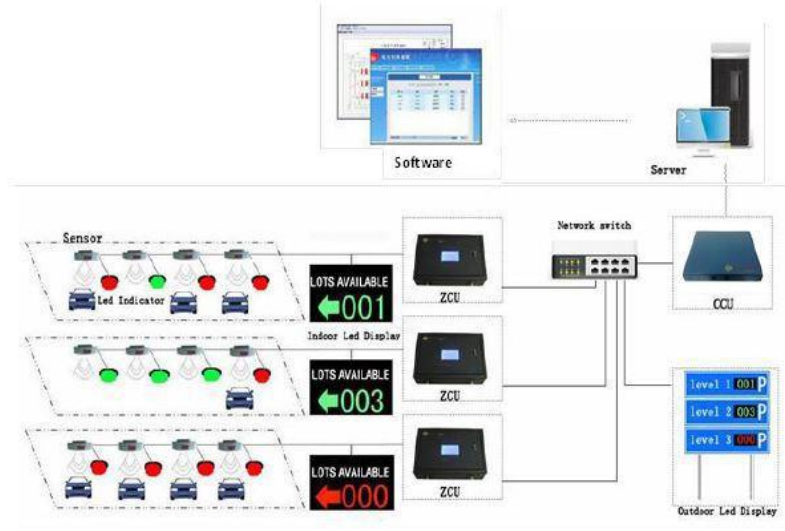 Software
Server
Network switch
Sensor
Led Indicator
LOTS AVAILABLE
001
ZCU
CCU
Indoor Led Display
LOTS AVAILABLE
003
ZCU
level 1 001 P
level 2 003 P
level 3 000 P
LOTS AVAILABLE
000
ZCU
Outdoor Led Display